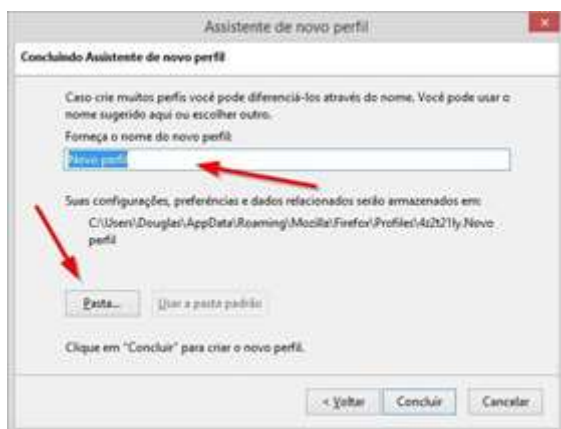 Assistente de novo perfil
Concluindo Assistente de novo perfil
Caso crie muitos perfis você pode diferenciá-los através do nome. Você pode usar o
nome sugerido aqui ou escolher outro.
Forneça o nome do novo perfil:
Novo perfil
Suas configurações, preferências e dados relacionados serão armazenados em:
C:\Users\Douglas\AppData\Roaming\Mozilla\Firefox\Profiles\4z2t21ly.Novo
perfil
Pasta... Usar a pasta padrão
Clique em "Concluir" para criar o novo perfil.
< Voltar Concluir Cancelar